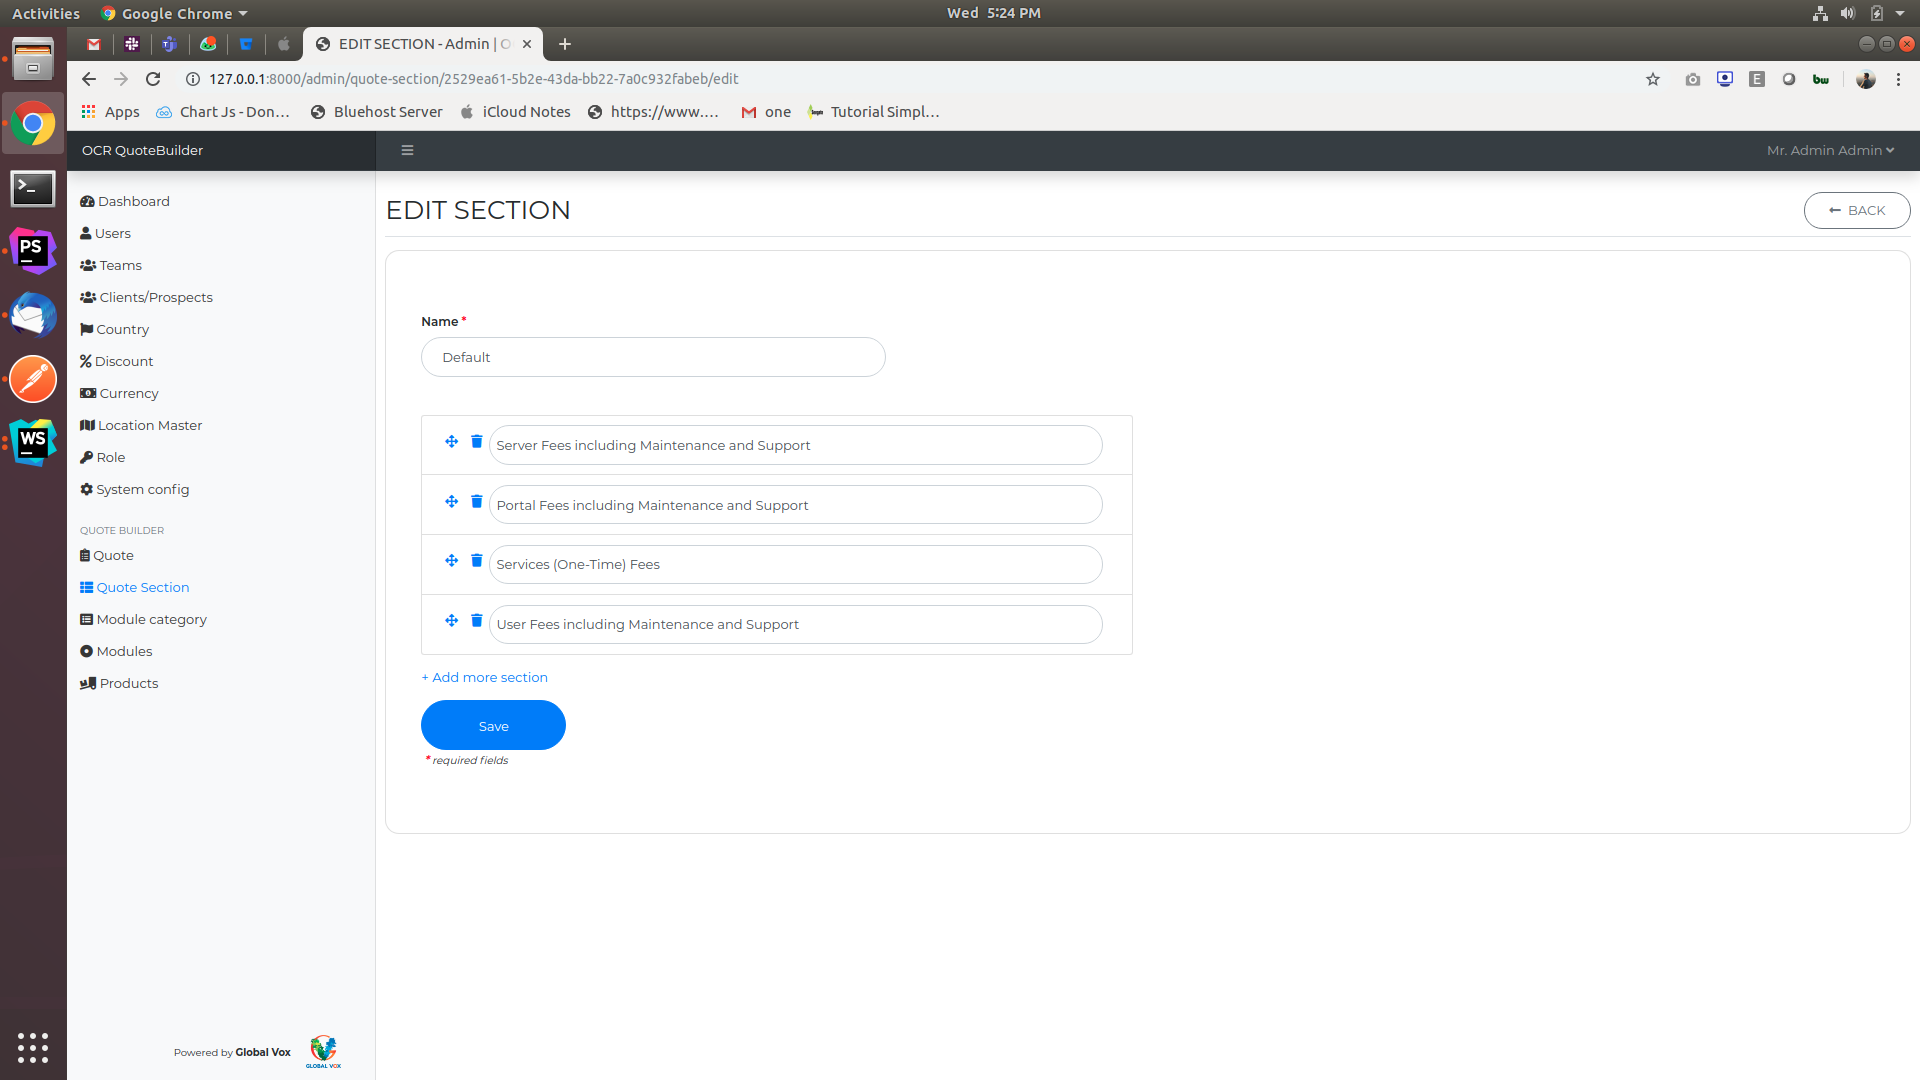 Activities
Google Chrome
Wed 5:24 PM
EDIT SECTION - Admin | O
127.0.0.1:8000/admin/quote-section/2529ea61-5b2e-43da-bb22-7a0c932fabeb/edit
E
bw
Apps
Chart Js - Don...
Bluehost Server
iCloud Notes
https://www....
one
Tutorial Simpl...
OCR QuoteBuilder
Mr. Admin Admin
Dashboard
Users
Teams
Clients/Prospects
Country
Discount
Currency
Location Master
Role
System config
QUOTE BUILDER
Quote
Quote Section
Module category
Modules
Products
EDIT SECTION
BACK
Name *
Default
Server Fees including Maintenance and Support
Portal Fees including Maintenance and Support
Services (One-Time) Fees
User Fees including Maintenance and Support
+ Add more section
Save
* required fields
PS
WS
Powered by Global Vox
GLOBAL VOX